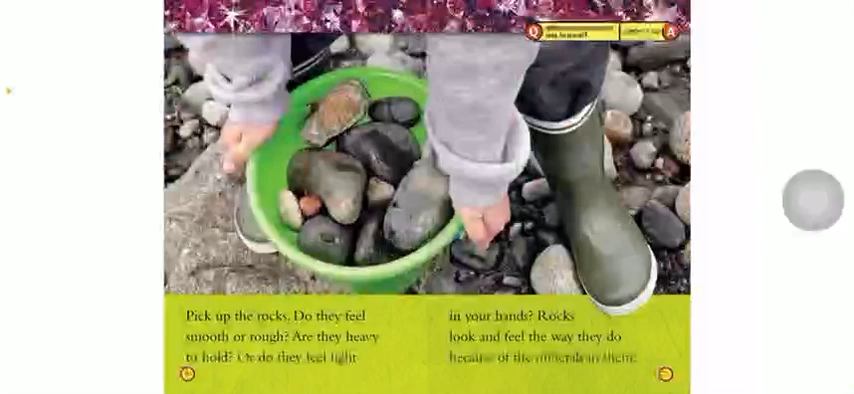 Q
A
Pick up the rocks. Do they feel
smooth or rough? Are they heavy
to hold? Or do they feel light
in your hands? Rocks
look and feel the way they do
because of the minerals in them.